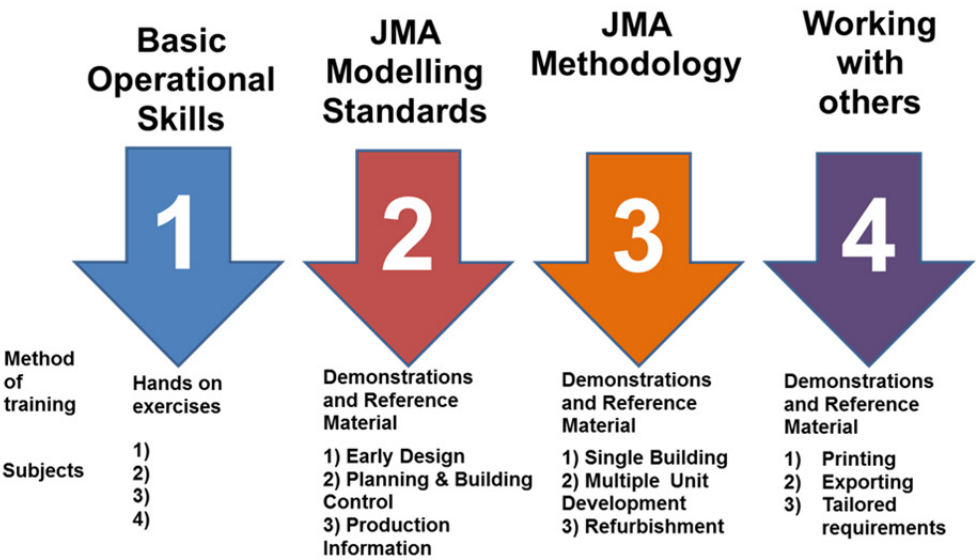 Basic
Operational
Skills
JMA
Modelling
Standards
JMA
Methodology
Working
with
others
1
2
3
4
Method
of
training
Hands on
exercises
Demonstrations
and Reference
Material
Demonstrations
and Reference
Material
Demonstrations
and Reference
Material
Subjects
1)
2)
3)
4)
1) Early Design
2) Planning & Building
Control
3) Production
Information
1) Single Building
2) Multiple Unit
Development
3) Refurbishment
1) Printing
2) Exporting
3) Tailored
requirements